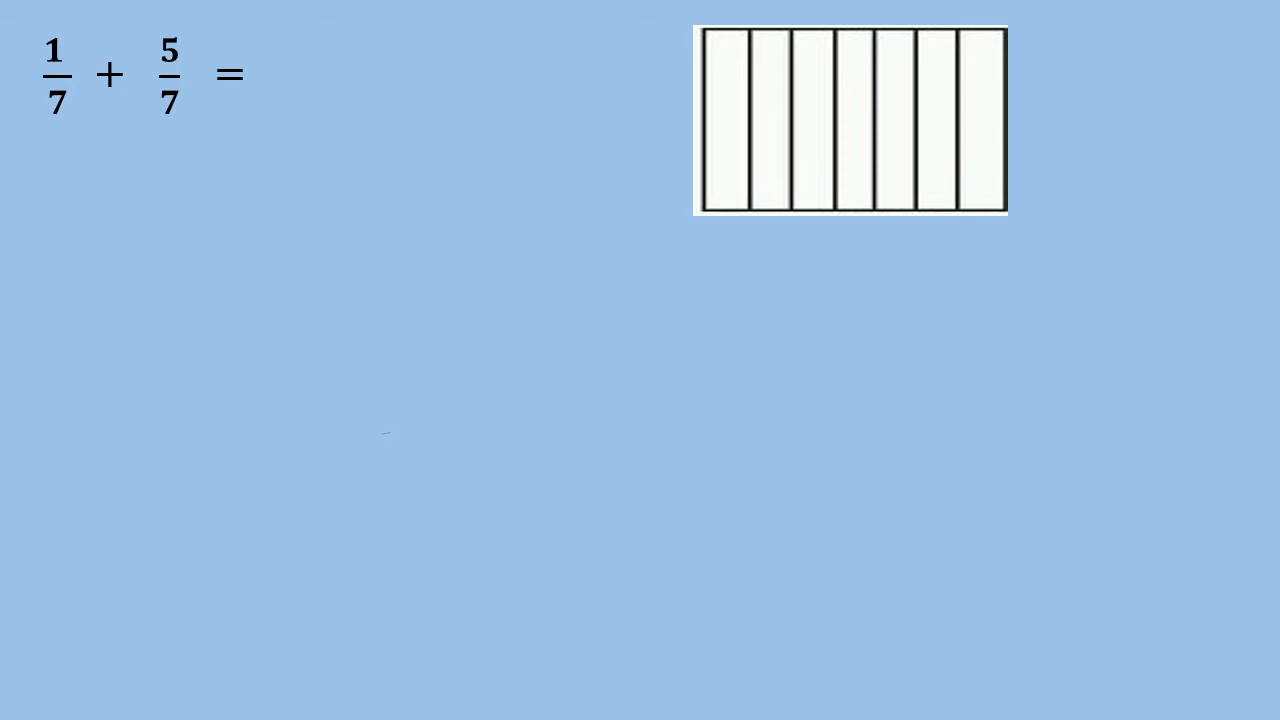 1/7 + 5/7 =